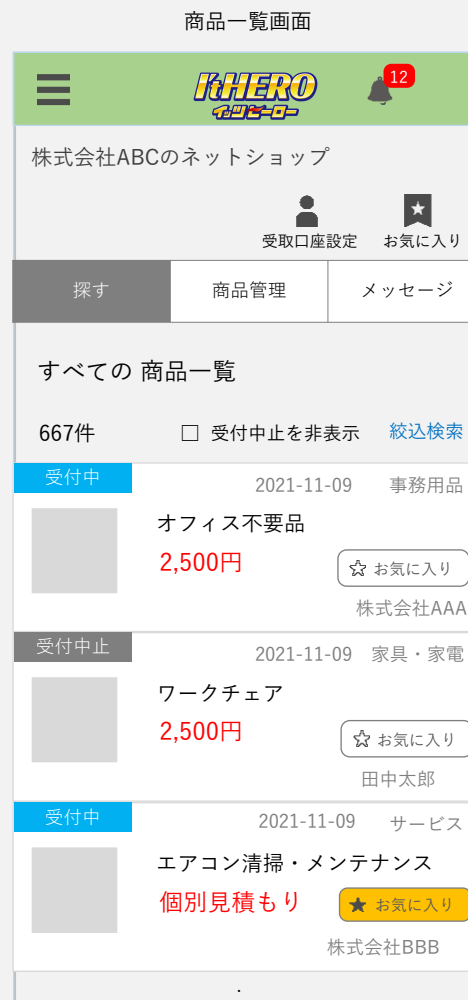 商品一覧画面
I'tHERO
12
イッツヒーロー
株式会社ABCのネットショップ
受取口座設定 お気に入り
探す 商品管理 メッセージ
すべての 商品一覧
667件 □ 受付中止を非表示 絞込検索
受付中
2021-11-09 事務用品
オフィス不要品
2,500円
☆ お気に入り
株式会社AAA
受付中止
2021-11-09 家具・家電
ワークチェア
2,500円
☆ お気に入り
田中太郎
受付中
2021-11-09 サービス
エアコン清掃・メンテナンス
個別見積もり
★ お気に入り
株式会社BBB
.